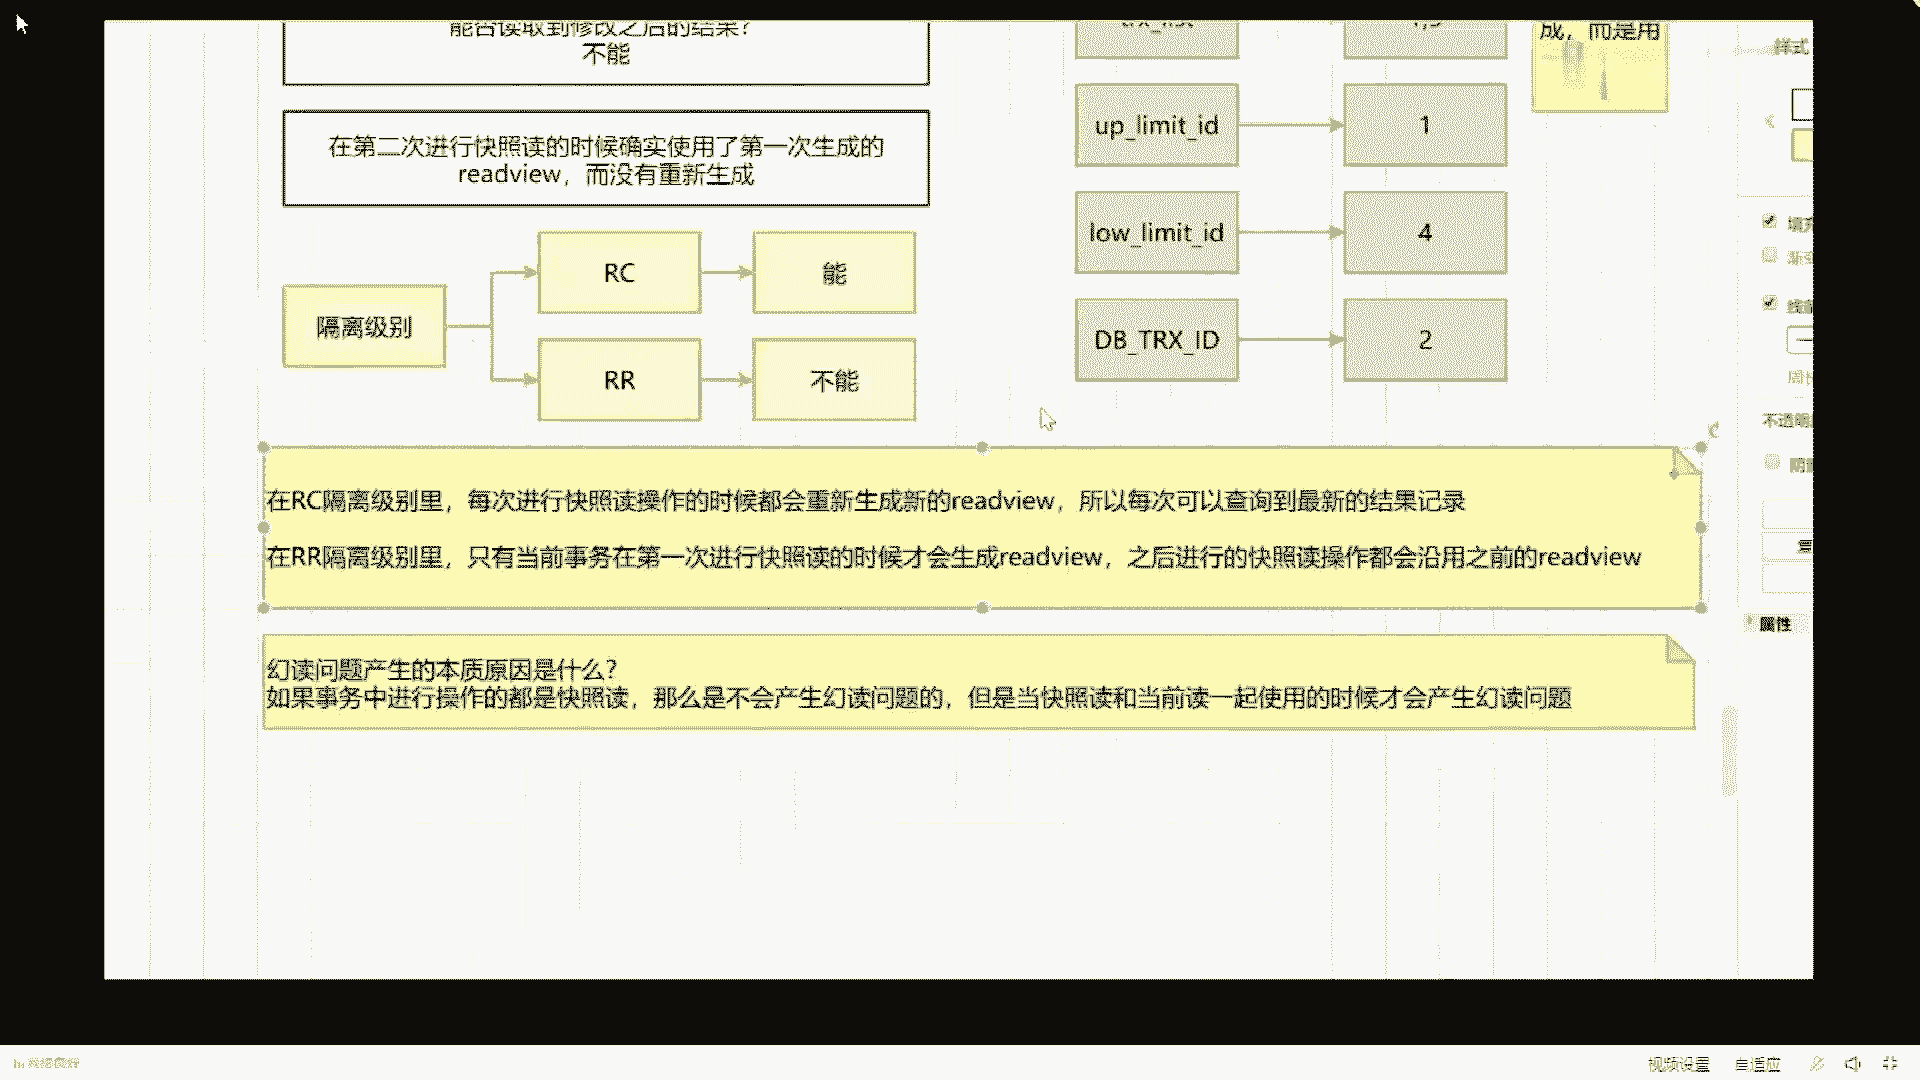 能否读取到修改之后的结果？
不能
在第二次进行快照读的时候确实使用了第一次生成的
readview，而没有重新生成
隔离级别
RC
能
RR
不能
成，而是用
up_limit_id
1
low_limit_id
4
DB_TRX_ID
2
在RC隔离级别里，每次进行快照读操作的时候都会重新生成新的readview，所以每次可以查询到最新的结果记录
在RR隔离级别里，只有当前事务在第一次进行快照读的时候才会生成readview，之后进行的快照读操作都会沿用之前的readview
幻读问题产生的本质原因是什么？
如果事务中进行操作的都是快照读，那么是不会产生幻读问题的，但是当快照读和当前读一起使用的时候才会产生幻读问题
样式
属性
视频设置
自适应